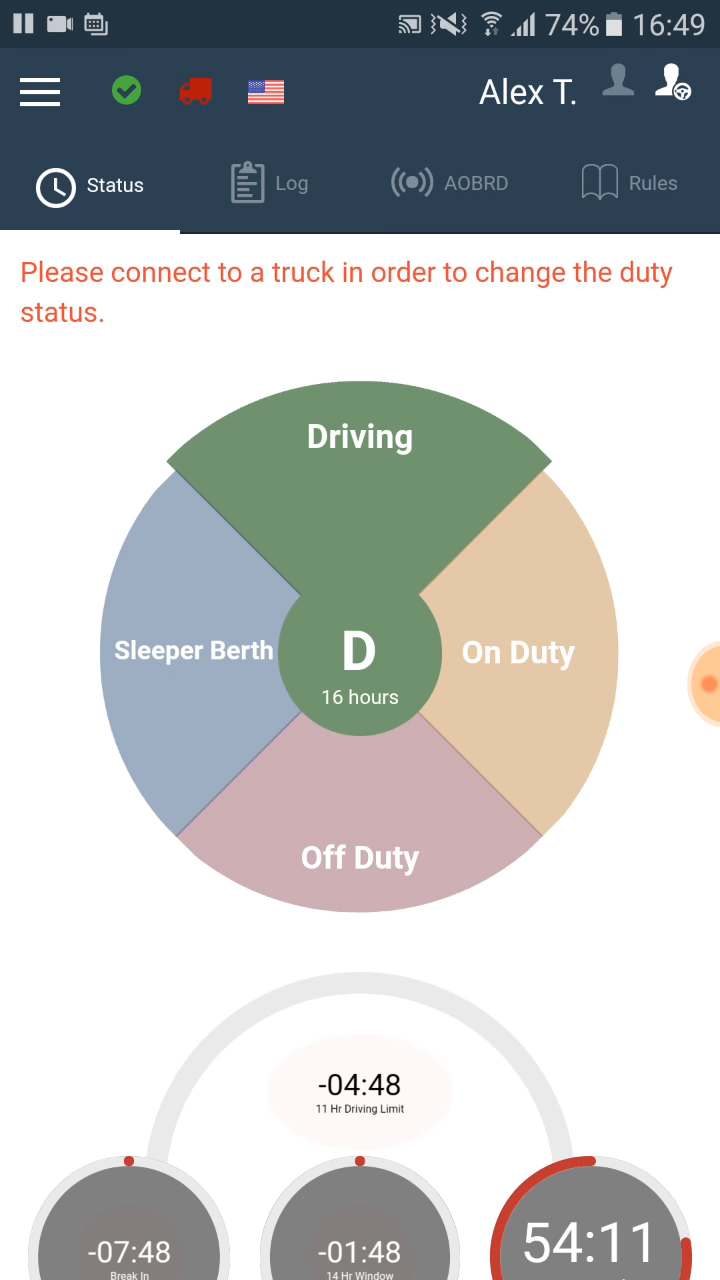 74% 16:49
Alex T.
Status Log AOBRD Rules
Please connect to a truck in order to change the duty
status.
Driving
Sleeper Berth D On Duty
16 hours
Off Duty
-04:48
11 Hr Driving Limit
54:11
-07:48 -01:48
Break In 14 Hr Window